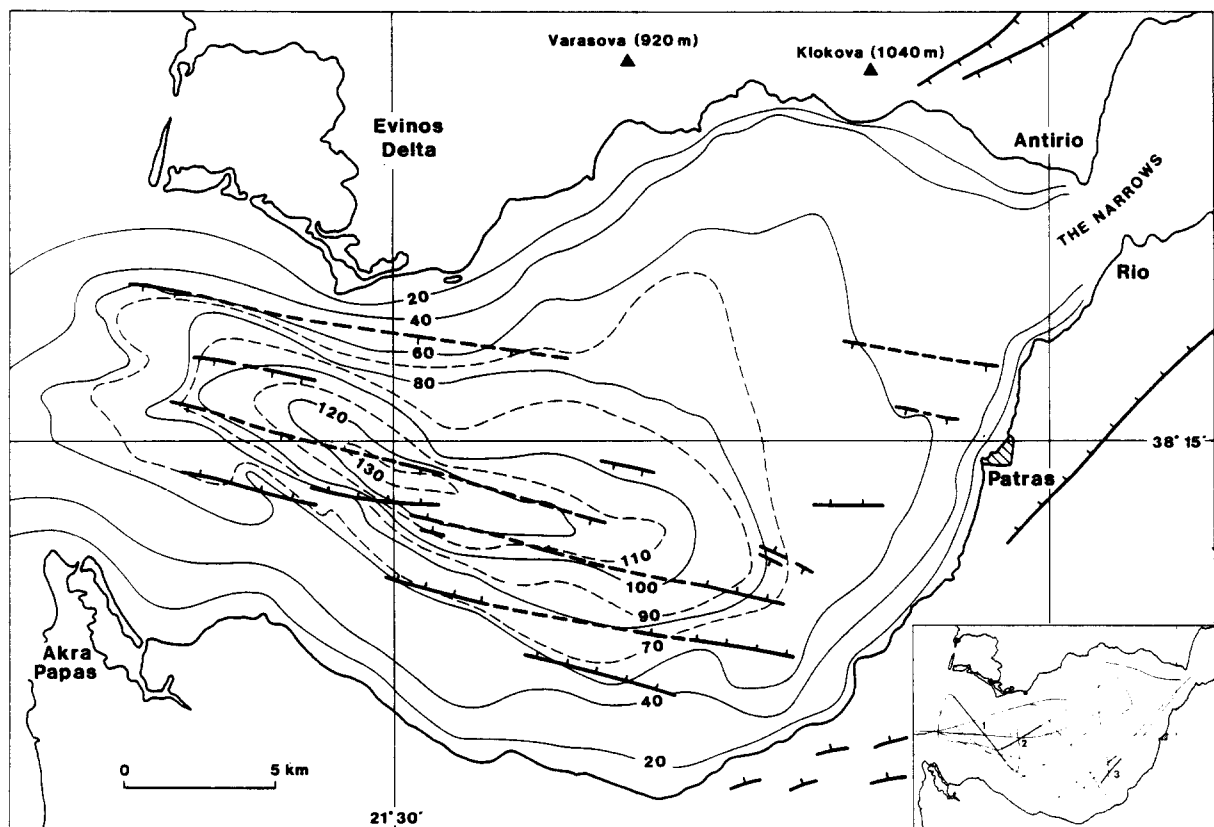 Varasova (920 m)
Klokova (1040 m)
Evinos
Delta
Antirio
THE NARROWS
Rio
20
40
60
80
120
130
38° 15'
Patras
110
100
90
70
40
20
Akra
Papas
0 5 km
21° 30'
1
2
3